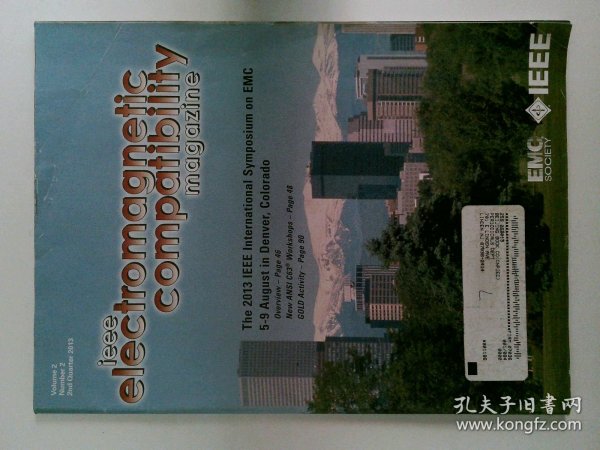 Volume 2
Number 2
2nd Quarter 2013
ieee
electromagnetic
compatibility
magazine
The 2013 IEEE International Symposium on EMC
5-9 August in Denver, Colorado
Overview – Page 46
New ANSI C63® Workshops – Page 48
GOLD Activity – Page 90
EMC
SOCIETY
IEEE
7
孔夫子旧书网
www.kongfz.com